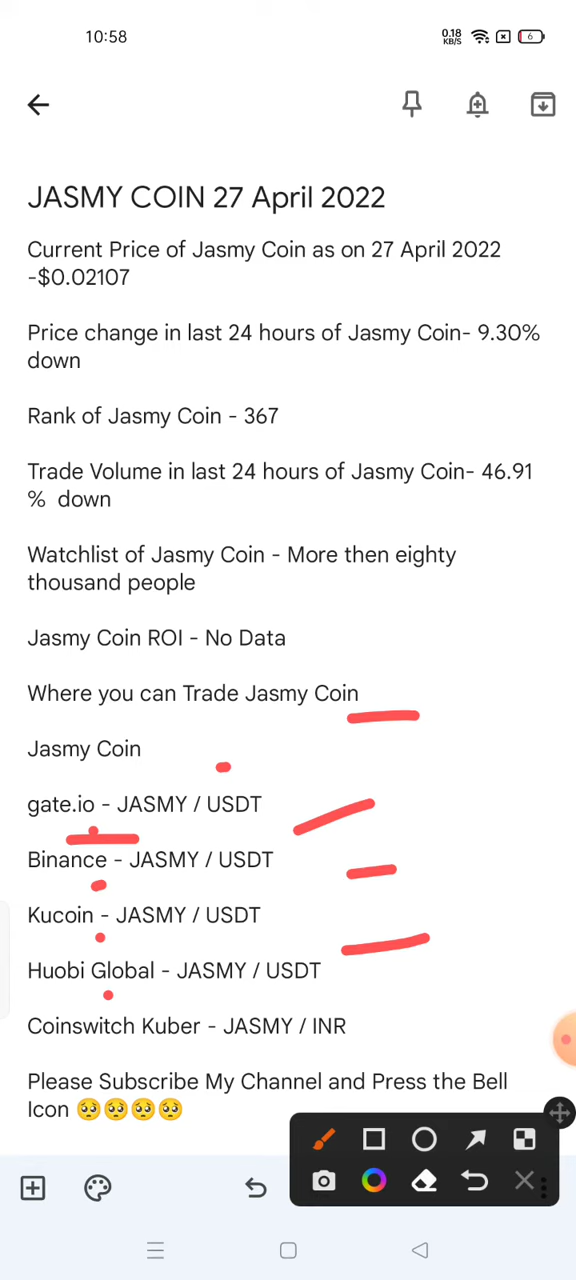 10:58
0.18
KB/S
6
JASMY COIN 27 April 2022
Current Price of Jasmy Coin as on 27 April 2022
-$0.02107
Price change in last 24 hours of Jasmy Coin- 9.30%
down
Rank of Jasmy Coin - 367
Trade Volume in last 24 hours of Jasmy Coin- 46.91
% down
Watchlist of Jasmy Coin - More then eighty
thousand people
Jasmy Coin ROI - No Data
Where you can Trade Jasmy Coin
Jasmy Coin
gate.io - JASMY / USDT
Binance - JASMY / USDT
Kucoin - JASMY / USDT
Huobi Global - JASMY / USDT
Coinswitch Kuber - JASMY / INR
Please Subscribe My Channel and Press the Bell
Icon 🥺🥺🥺🥺